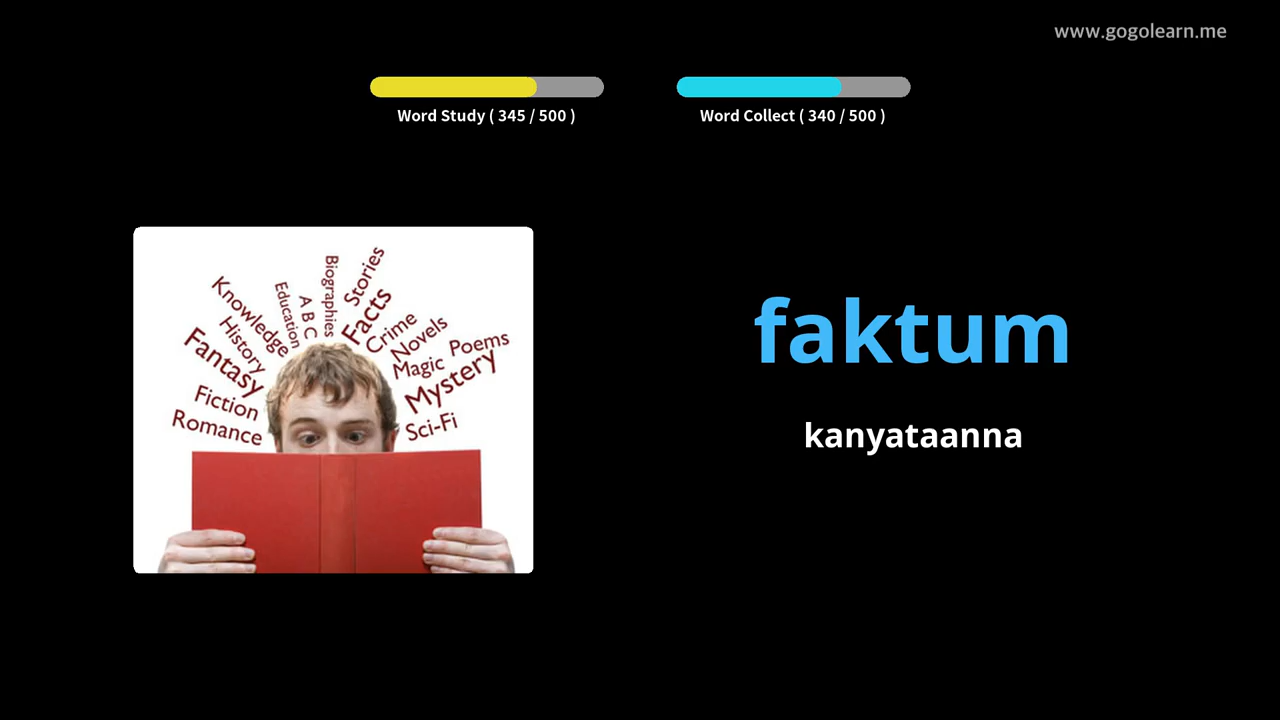 www.gogolearn.me
Word Study ( 345 / 500 )
Word Collect ( 340 / 500 )
Romance
Fiction
Fantasy
History
Knowledge
Education
A B C
Biographies
Stories
Facts
Crime
Novels
Magic
Poems
Mystery
Sci-Fi
faktum
kanyataanna